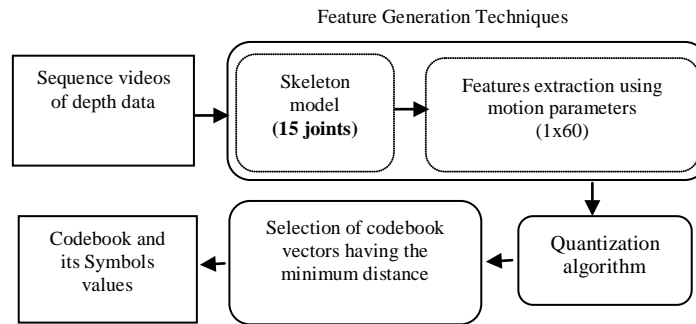 Feature Generation Techniques
Sequence videos
of depth data
Skeleton
model
(15 joints)
Features extraction using
motion parameters
(1x60)
Quantization
algorithm
Selection of codebook
vectors having the
minimum distance
Codebook and
its Symbols
values